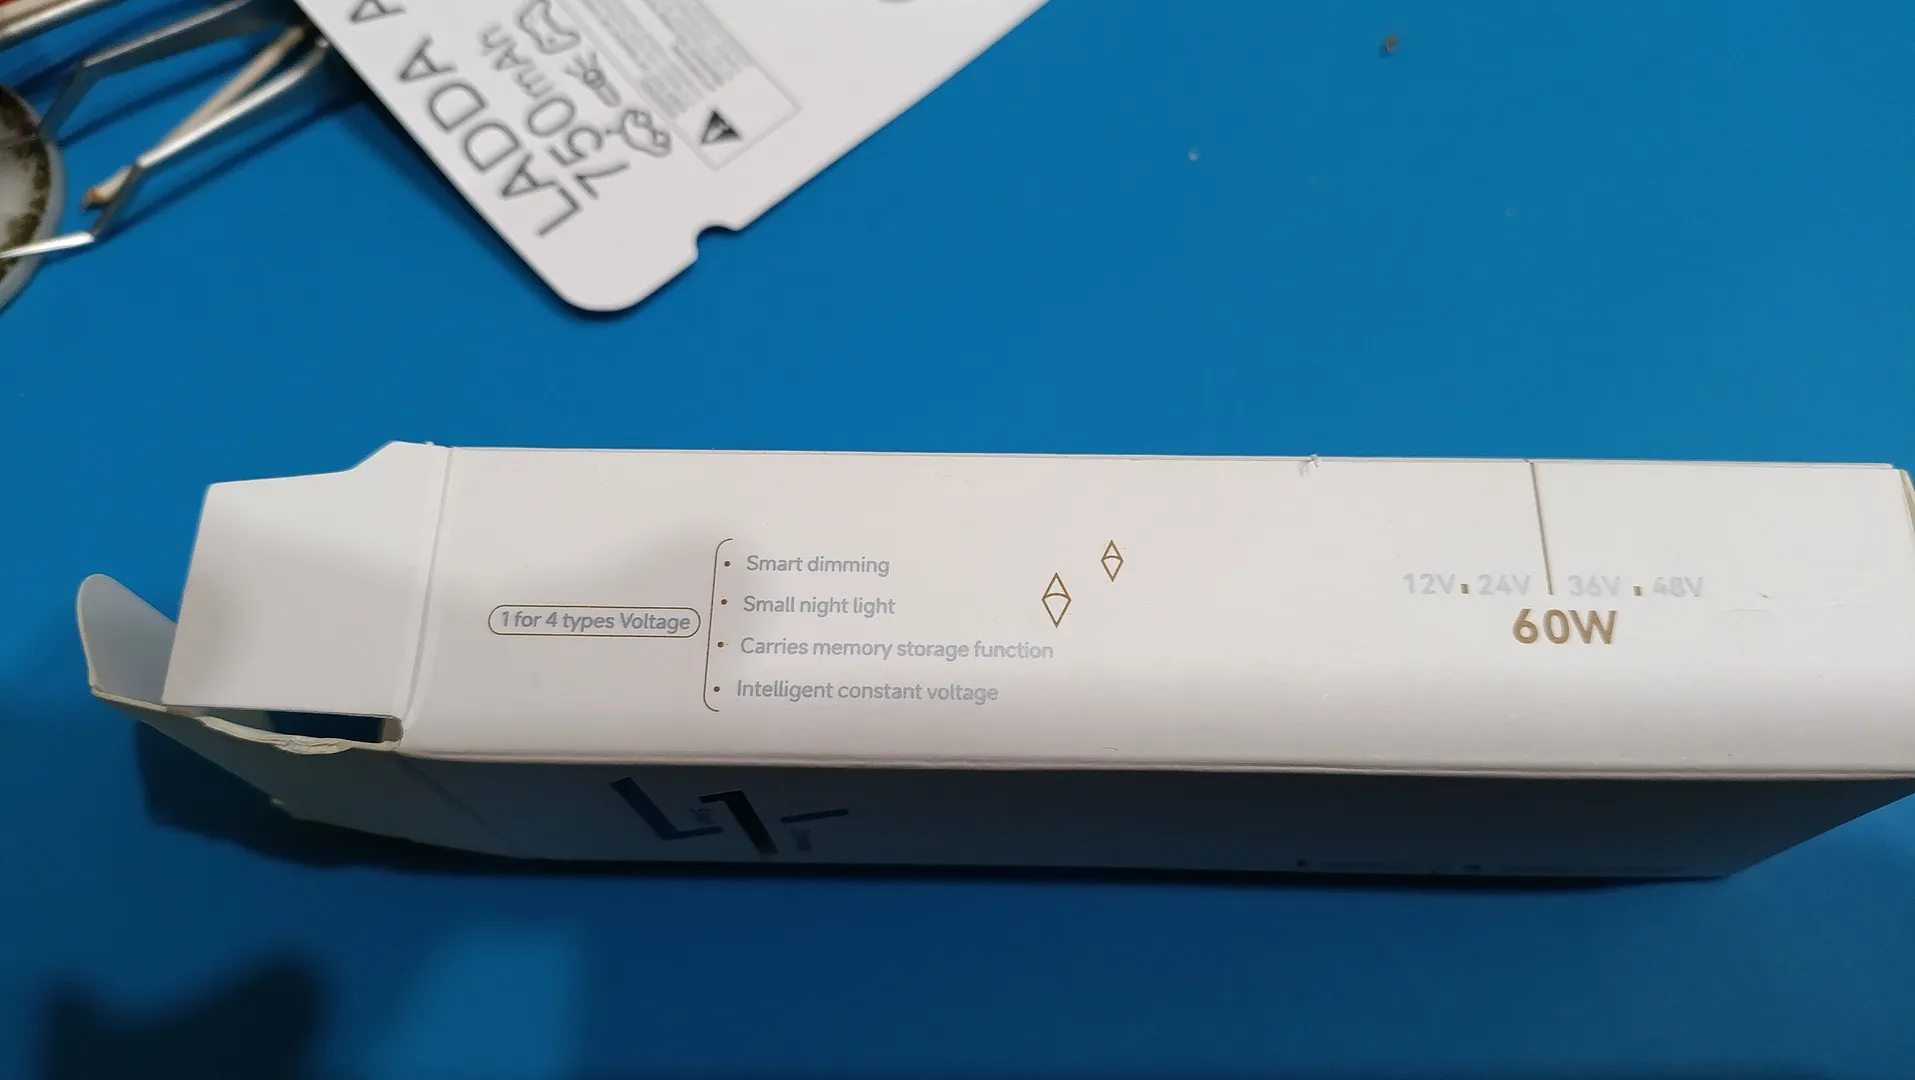 LADDA A
750mAh
1 for 4 types Voltage
• Smart dimming
• Small night light
• Carries memory storage function
• Intelligent constant voltage
12V. 24V 36V . 48V
60W